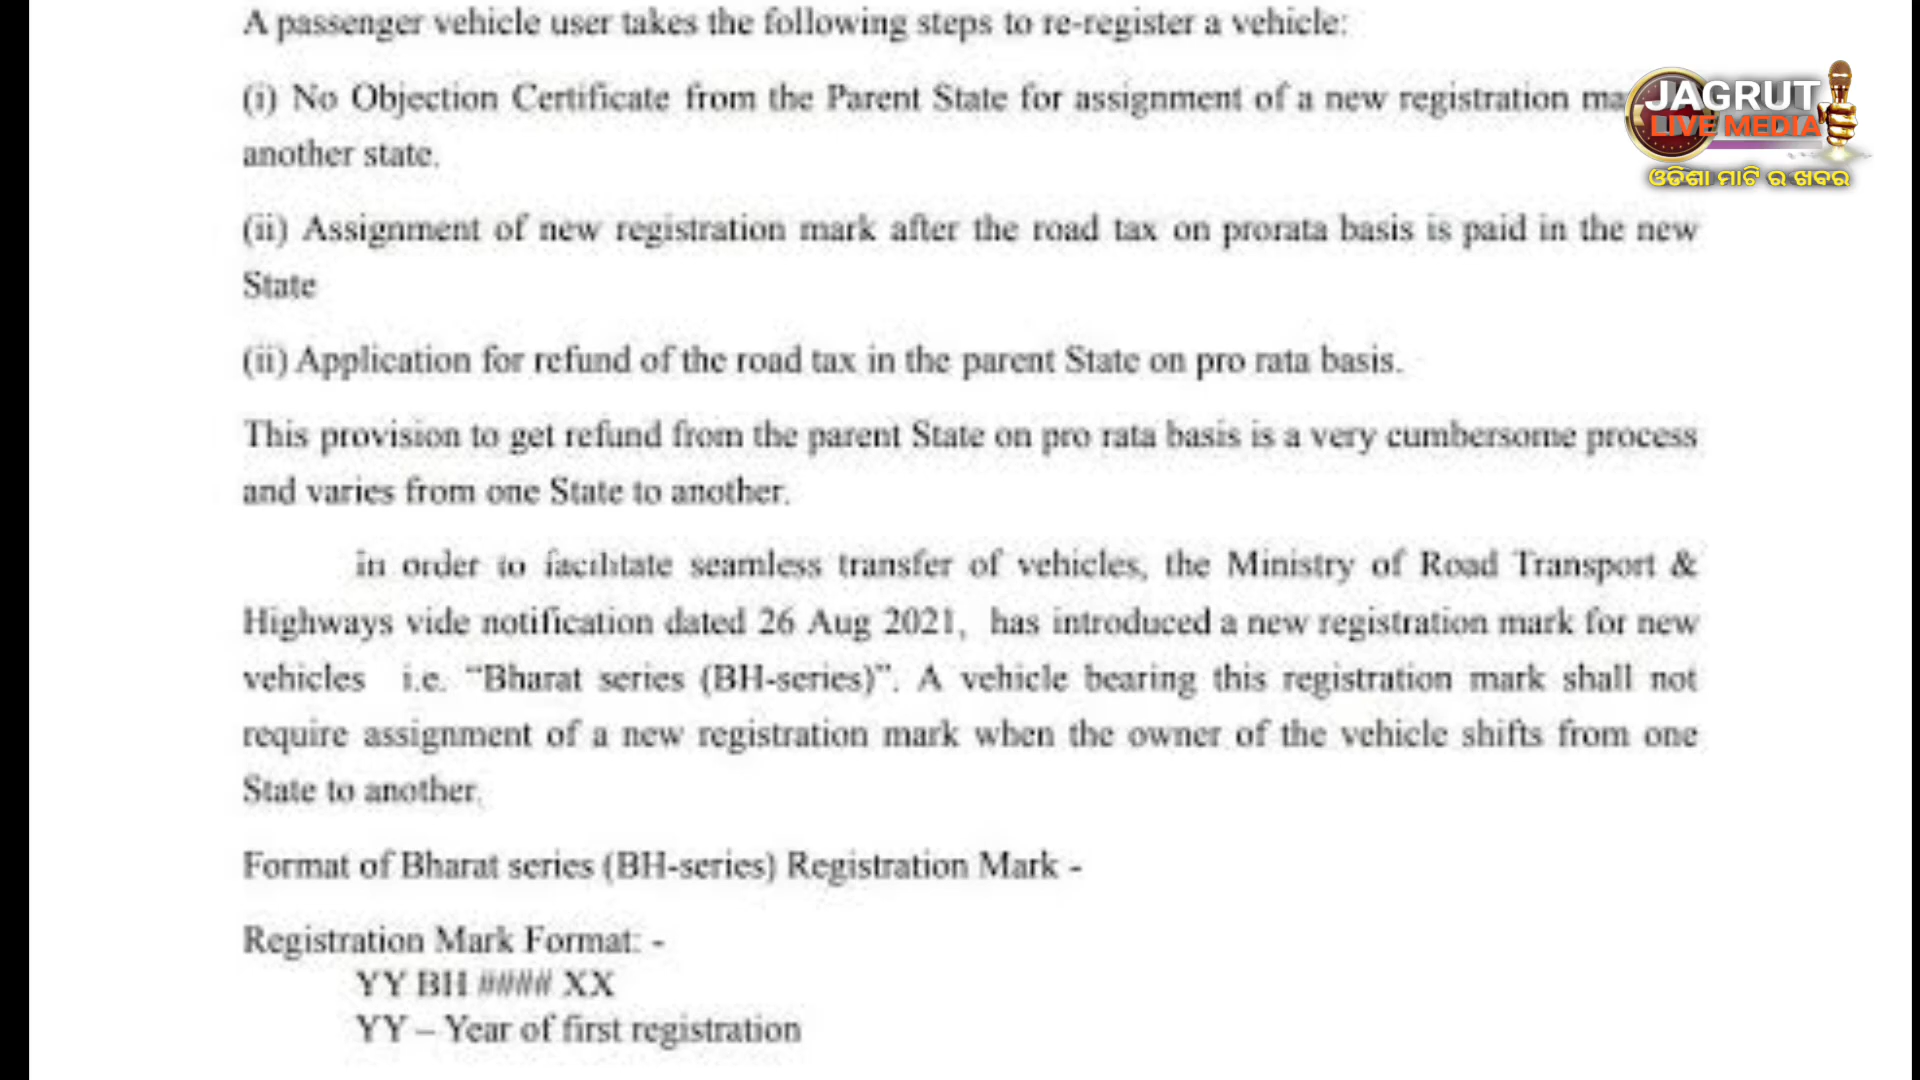 A passenger vehicle user takes the following steps to re-register a vehicle:
(i) No Objection Certificate from the Parent State for assignment of a new registration
another state.
(ii) Assignment of new registration mark after the road tax on prorata basis is paid in the new
State
(ii) Application for refund of the road tax in the parent State on pro rata basis.
This provision to get refund from the parent State on pro rata basis is a very cumbersome process
and varies from one State to another.
In order to facilitate seamless transfer of vehicles, the Ministry of Road Transport &
Highways vide notification dated 26 Aug 2021, has introduced a new registration mark for new
vehicles i.e. "Bharat series (BH-series)". A vehicle bearing this registration mark shall not
require assignment of a new registration mark when the owner of the vehicle shifts from one
State to another.
Format of Bharat series (BH-series) Registration Mark -
Registration Mark Format: -
YY BH #### XX
YY – Year of first registration
JAGRUT
LIVE MEDIA
ଓଡିଶା ମାଟି ର ଖବର